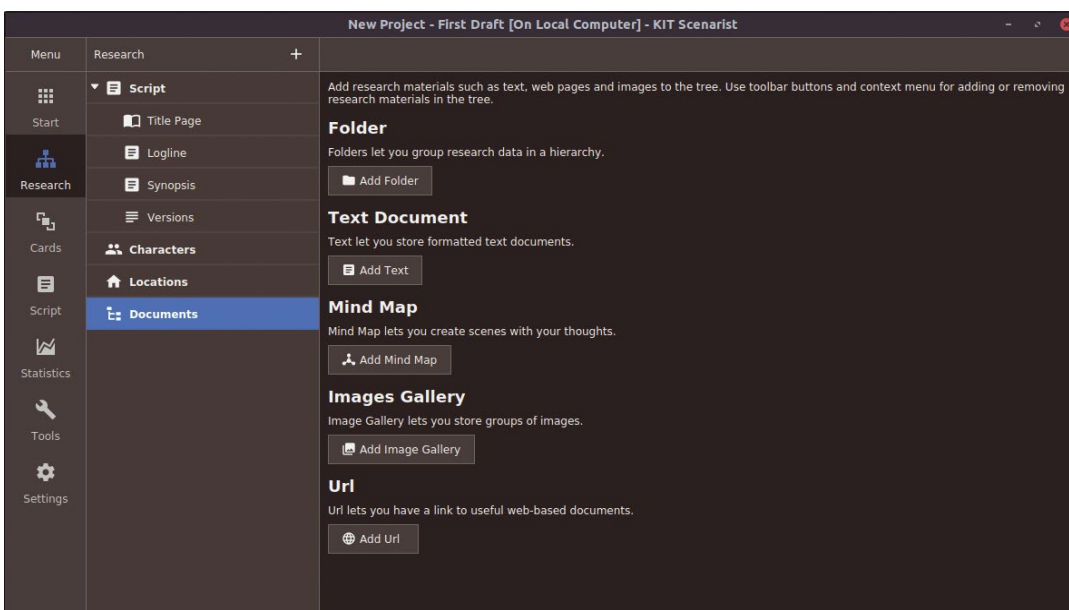 New Project - First Draft [On Local Computer] - KIT Scenarist
Menu
Start
Research
Cards
Script
Statistics
Tools
Settings
Research +
Script
Title Page
Logline
Synopsis
Versions
Characters
Locations
Documents
Add research materials such as text, web pages and images to the tree. Use toolbar buttons and context menu for adding or removing
research materials in the tree.
Folder
Folders let you group research data in a hierarchy.
Add Folder
Text Document
Text let you store formatted text documents.
Add Text
Mind Map
Mind Map lets you create scenes with your thoughts.
Add Mind Map
Images Gallery
Image Gallery lets you store groups of images.
Add Image Gallery
Url
Url lets you have a link to useful web-based documents.
Add Url